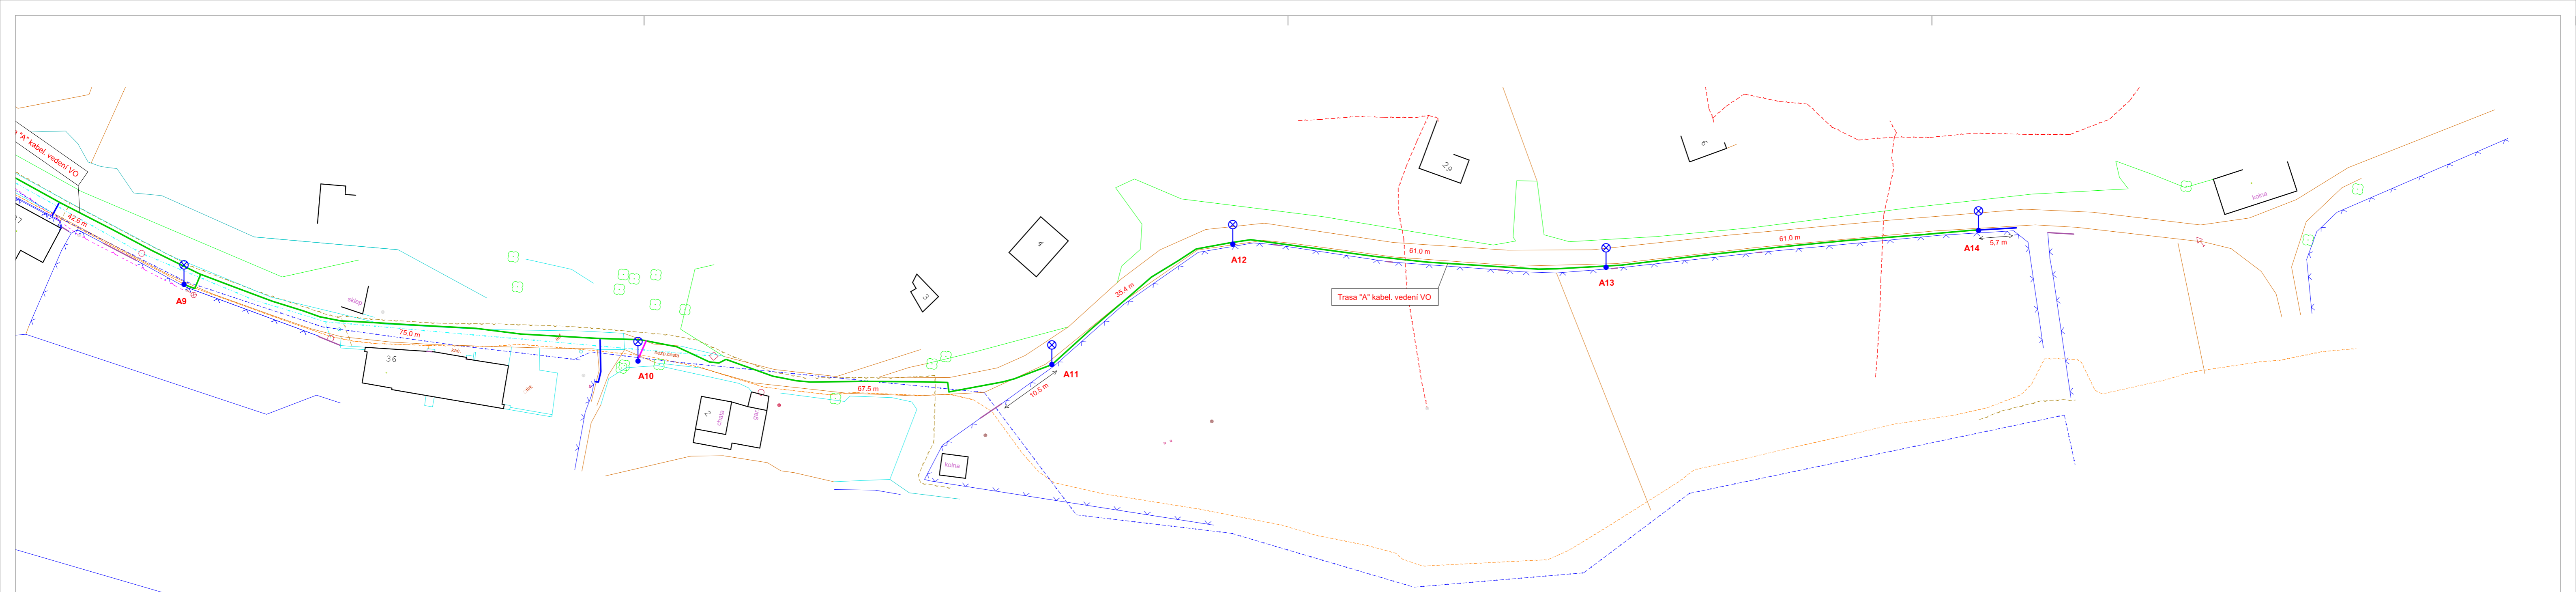 "A" kabel. vedení VO
42.6 m
A9
sklep
75.0 m
36
A10
67.5 m
2
chata
3
4
kolna
A11
10.5 m
35.4 m
A12
61.0 m
Trasa "A" kabel. vedení VO
29
A13
6
61.0 m
A14
5,7 m
kolna